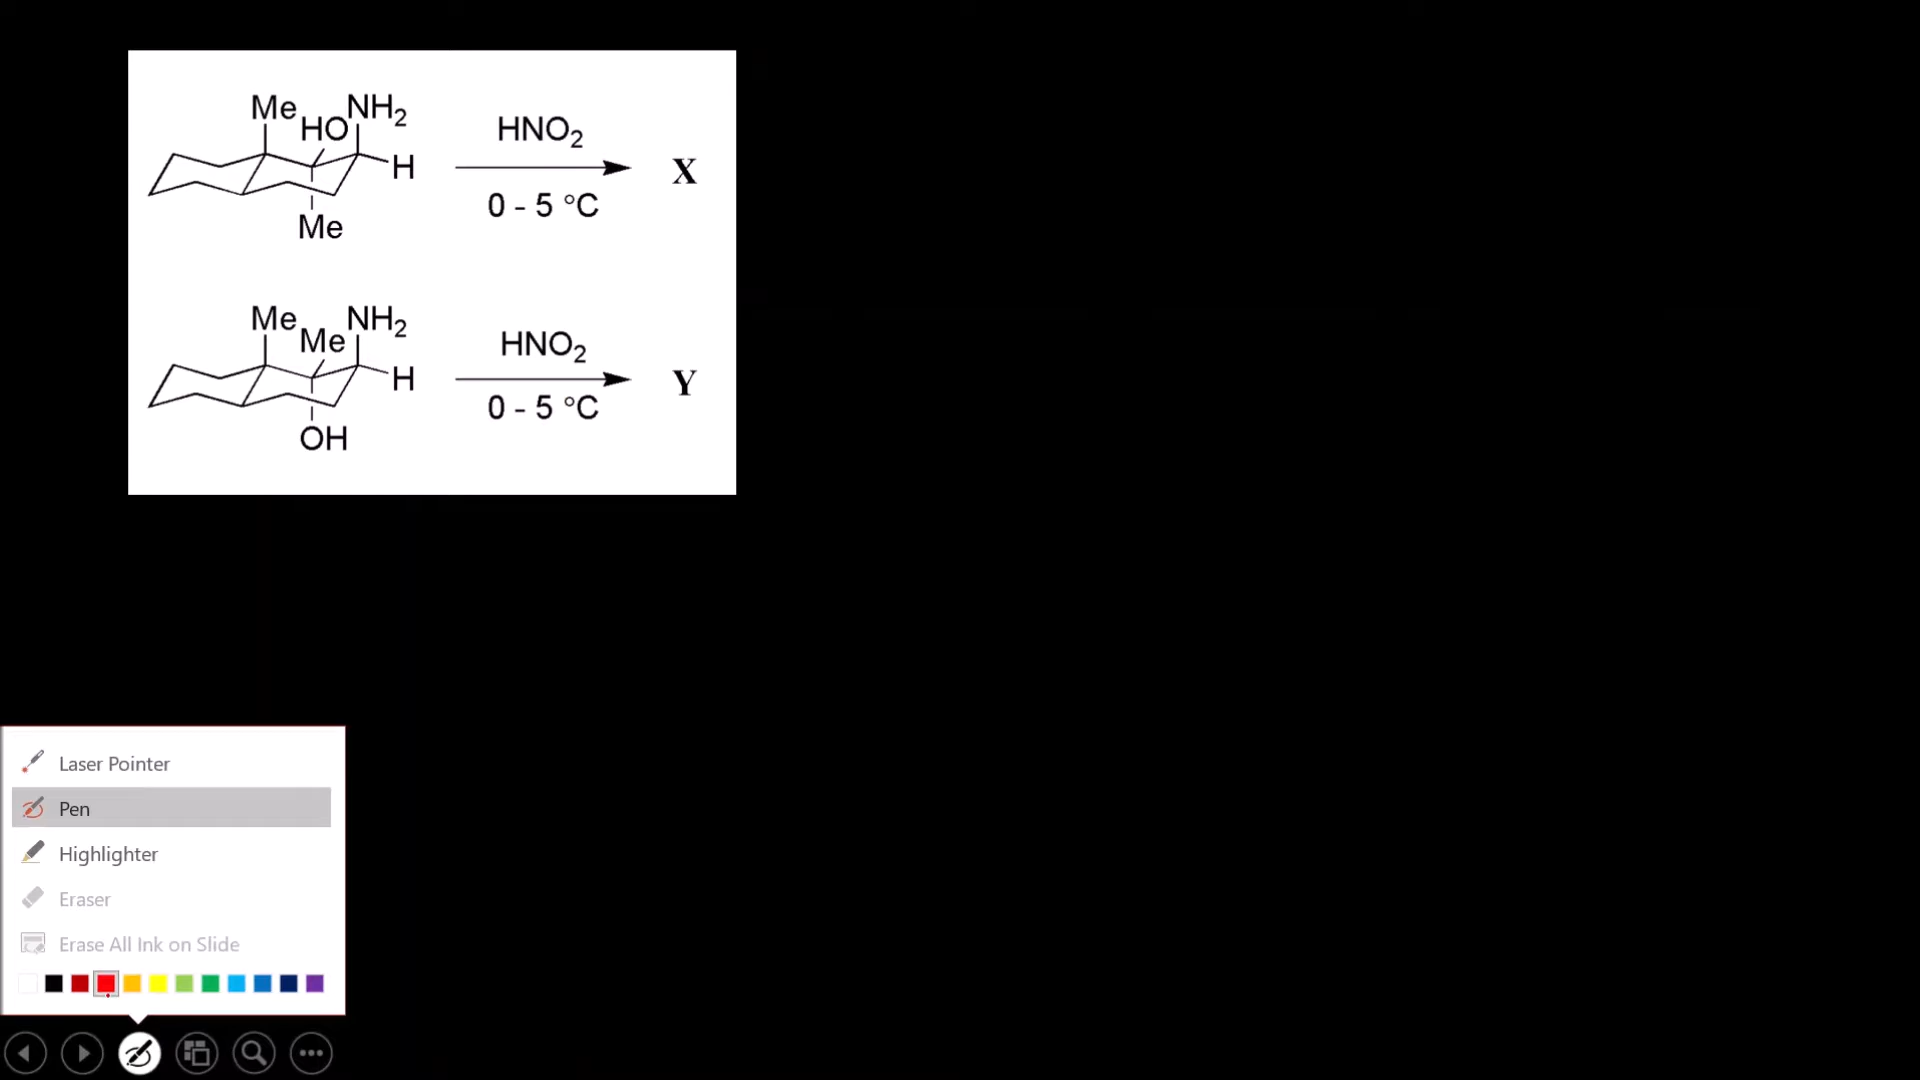 Me
HO
NH2
H
Me
HNO2
0 - 5 °C
X
Me
Me
NH2
H
OH
HNO2
0 - 5 °C
Y
Laser Pointer
Pen
Highlighter
Eraser
Erase All Ink on Slide